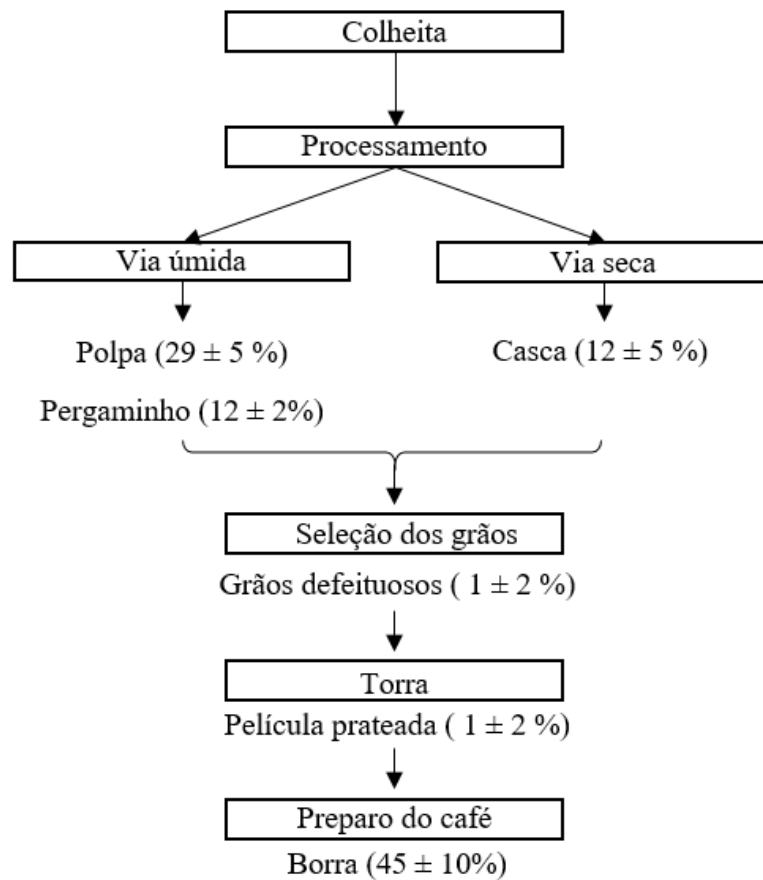 Colheita
Processamento
Via úmida
Via seca
Polpa (29 ± 5 %)
Casca (12 ± 5 %)
Pergaminho (12 ± 2%)
Seleção dos grãos
Grãos defeituosos ( 1 ± 2 %)
Torra
Película prateada ( 1 ± 2 %)
Preparo do café
Borra (45 ± 10%)